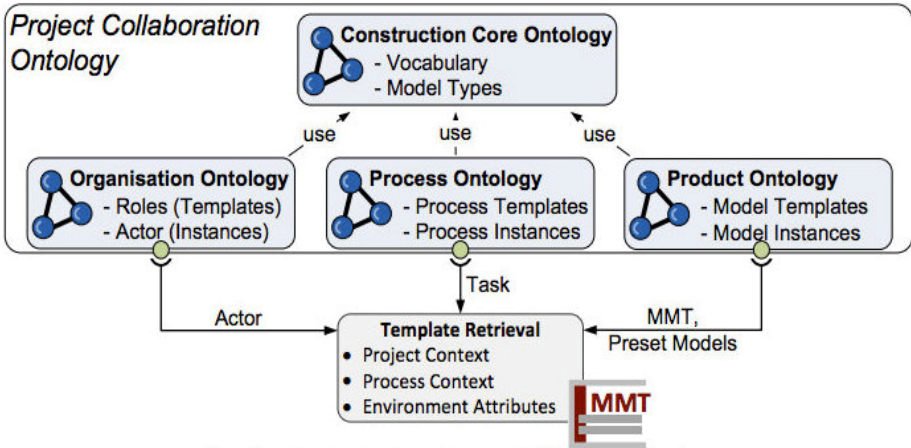 Project Collaboration
Ontology
Construction Core Ontology
- Vocabulary
- Model Types
use
use
use
Organisation Ontology
- Roles (Templates)
- Actor (Instances)
Process Ontology
- Process Templates
- Process Instances
Product Ontology
- Model Templates
- Model Instances
Actor
Task
MMT,
Preset Models
Template Retrieval
• Project Context
• Process Context
• Environment Attributes
MMT